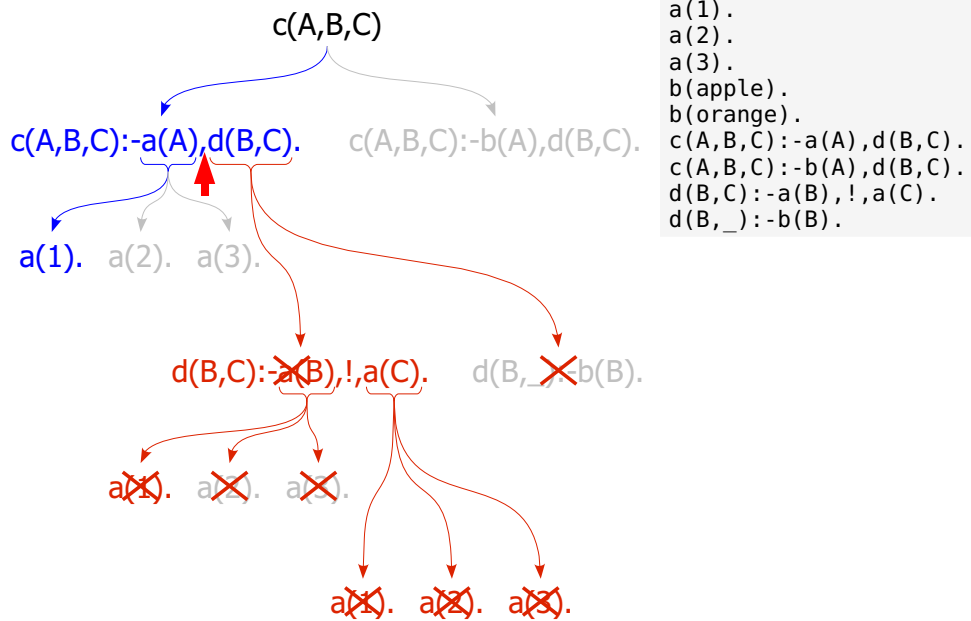 c(A,B,C)
c(A,B,C):-a(A),d(B,C). c(A,B,C):-b(A),d(B,C).
a(1). a(2). a(3).
d(B,C):-a(B),!,a(C). d(B,_):-b(B).
a(1). a(2). a(3).
a(1). a(2). a(3).
a(1).
a(2).
a(3).
b(apple).
b(orange).
c(A,B,C):-a(A),d(B,C).
c(A,B,C):-b(A),d(B,C).
d(B,C):-a(B),!,a(C).
d(B,_):-b(B).